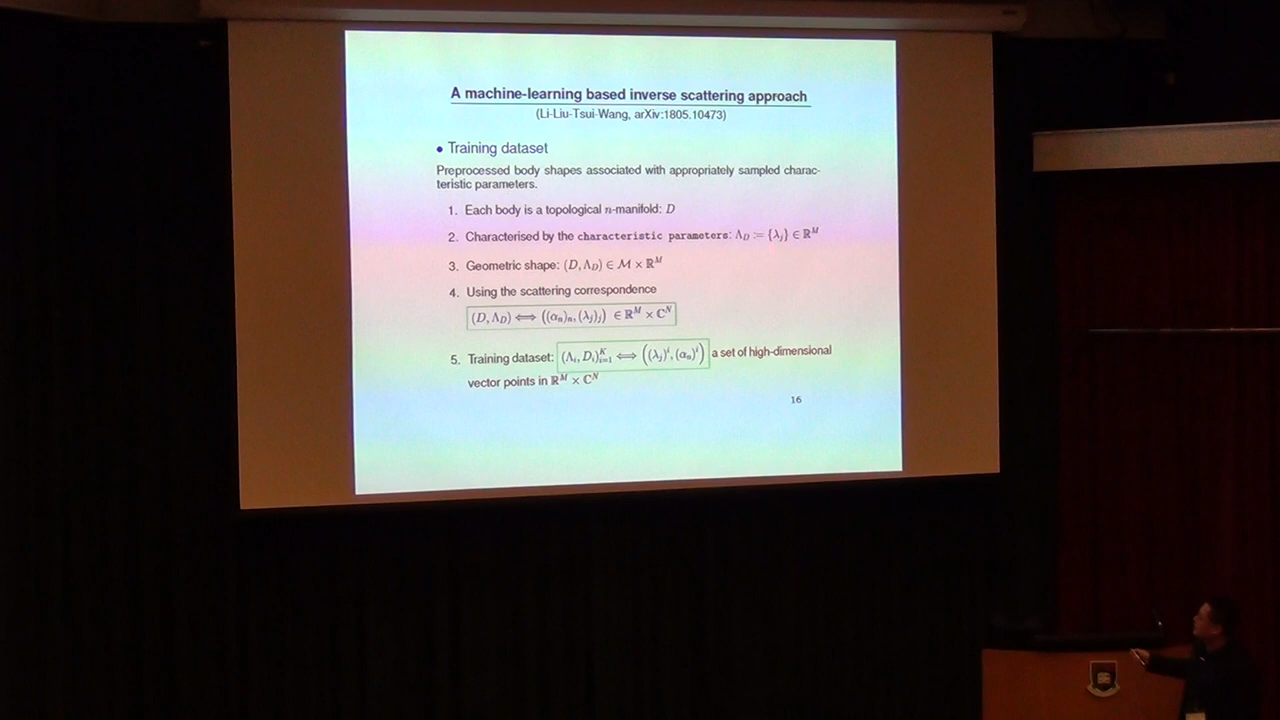 A machine-learning based inverse scattering approach
(Li-Liu-Tsui-Wang, arXiv:1805.10473)
• Training dataset
Preprocessed body shapes associated with appropriately sampled charac-
teristic parameters.
1. Each body is a topological n-manifold: D
2. Characterised by the characteristic parameters: Λ_D := {λ_j} ∈ ℝ^M
3. Geometric shape: (D, Λ_D) ∈ ℳ × ℝ^M
4. Using the scattering correspondence
(D, Λ_D) ⟺ ((α_n)_n, (λ_j)_j) ∈ ℝ^M × ℂ^N
5. Training dataset: (Λ_i, D_i)_{i=1}^K ⟺ ((λ_j)^i, (α_n)^i) a set of high-dimensional
vector points in ℝ^M × ℂ^N
16